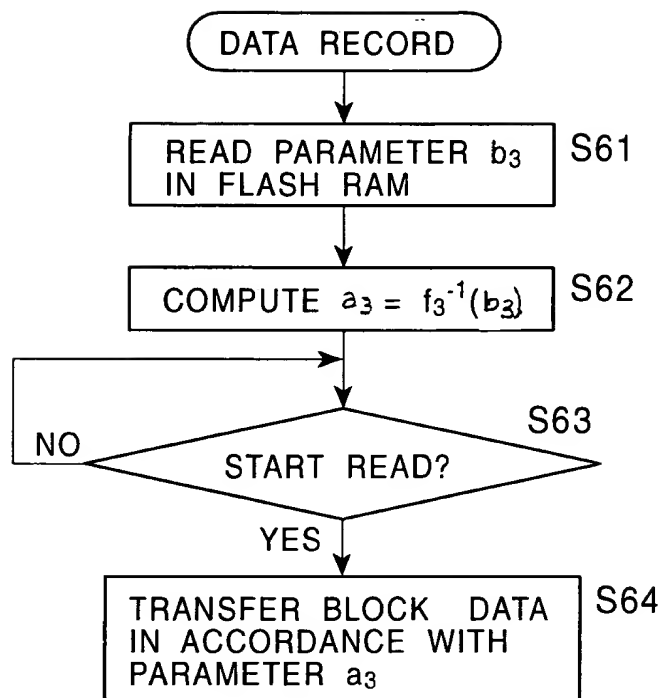 DATA RECORD
READ PARAMETER b₃
IN FLASH RAM
S61
COMPUTE a₃ = f₃⁻¹(b₃)
S62
S63
START READ?
NO
YES
TRANSFER BLOCK DATA
IN ACCORDANCE WITH
PARAMETER a₃
S64